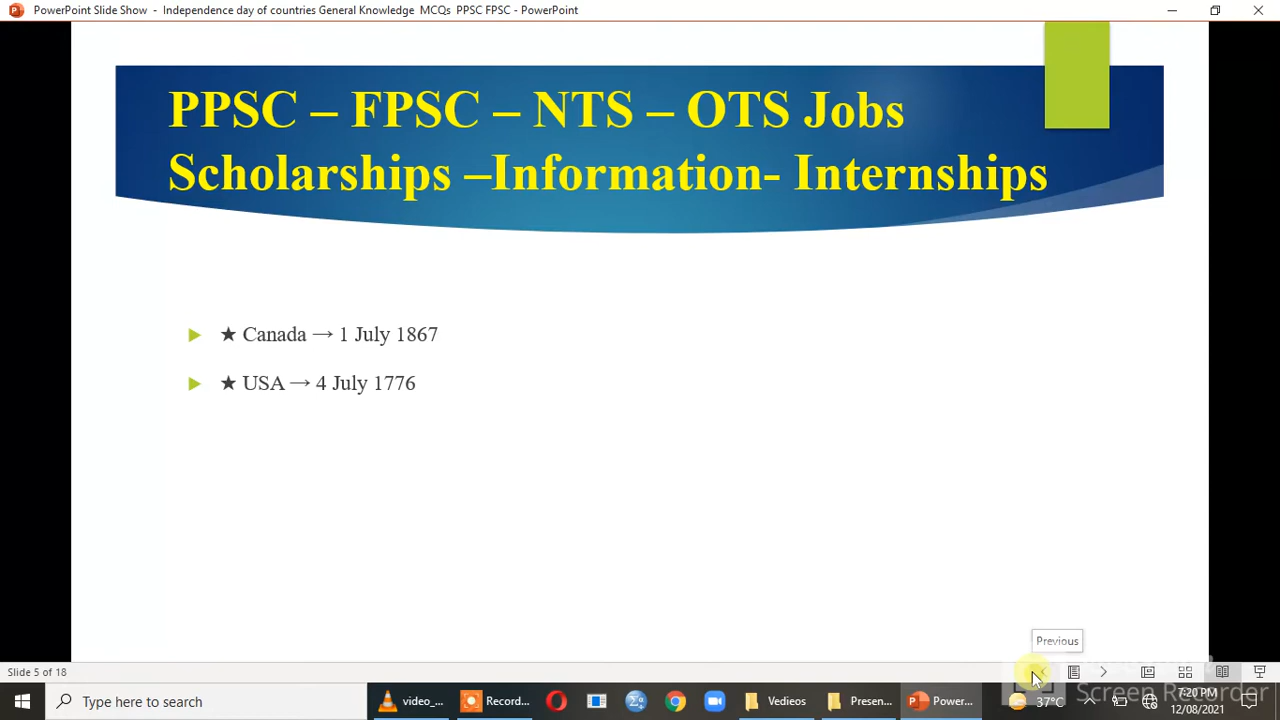 PowerPoint Slide Show - Independence day of countries General Knowledge MCQs PPSC FPSC - PowerPoint
PPSC – FPSC – NTS – OTS Jobs
Scholarships –Information- Internships
★ Canada → 1 July 1867
★ USA → 4 July 1776
Previous
Slide 5 of 18
Screen Recorder
Type here to search
video_...
Record...
Vedieos
Presen...
Power...
37°C
7:20 PM
12/08/2021